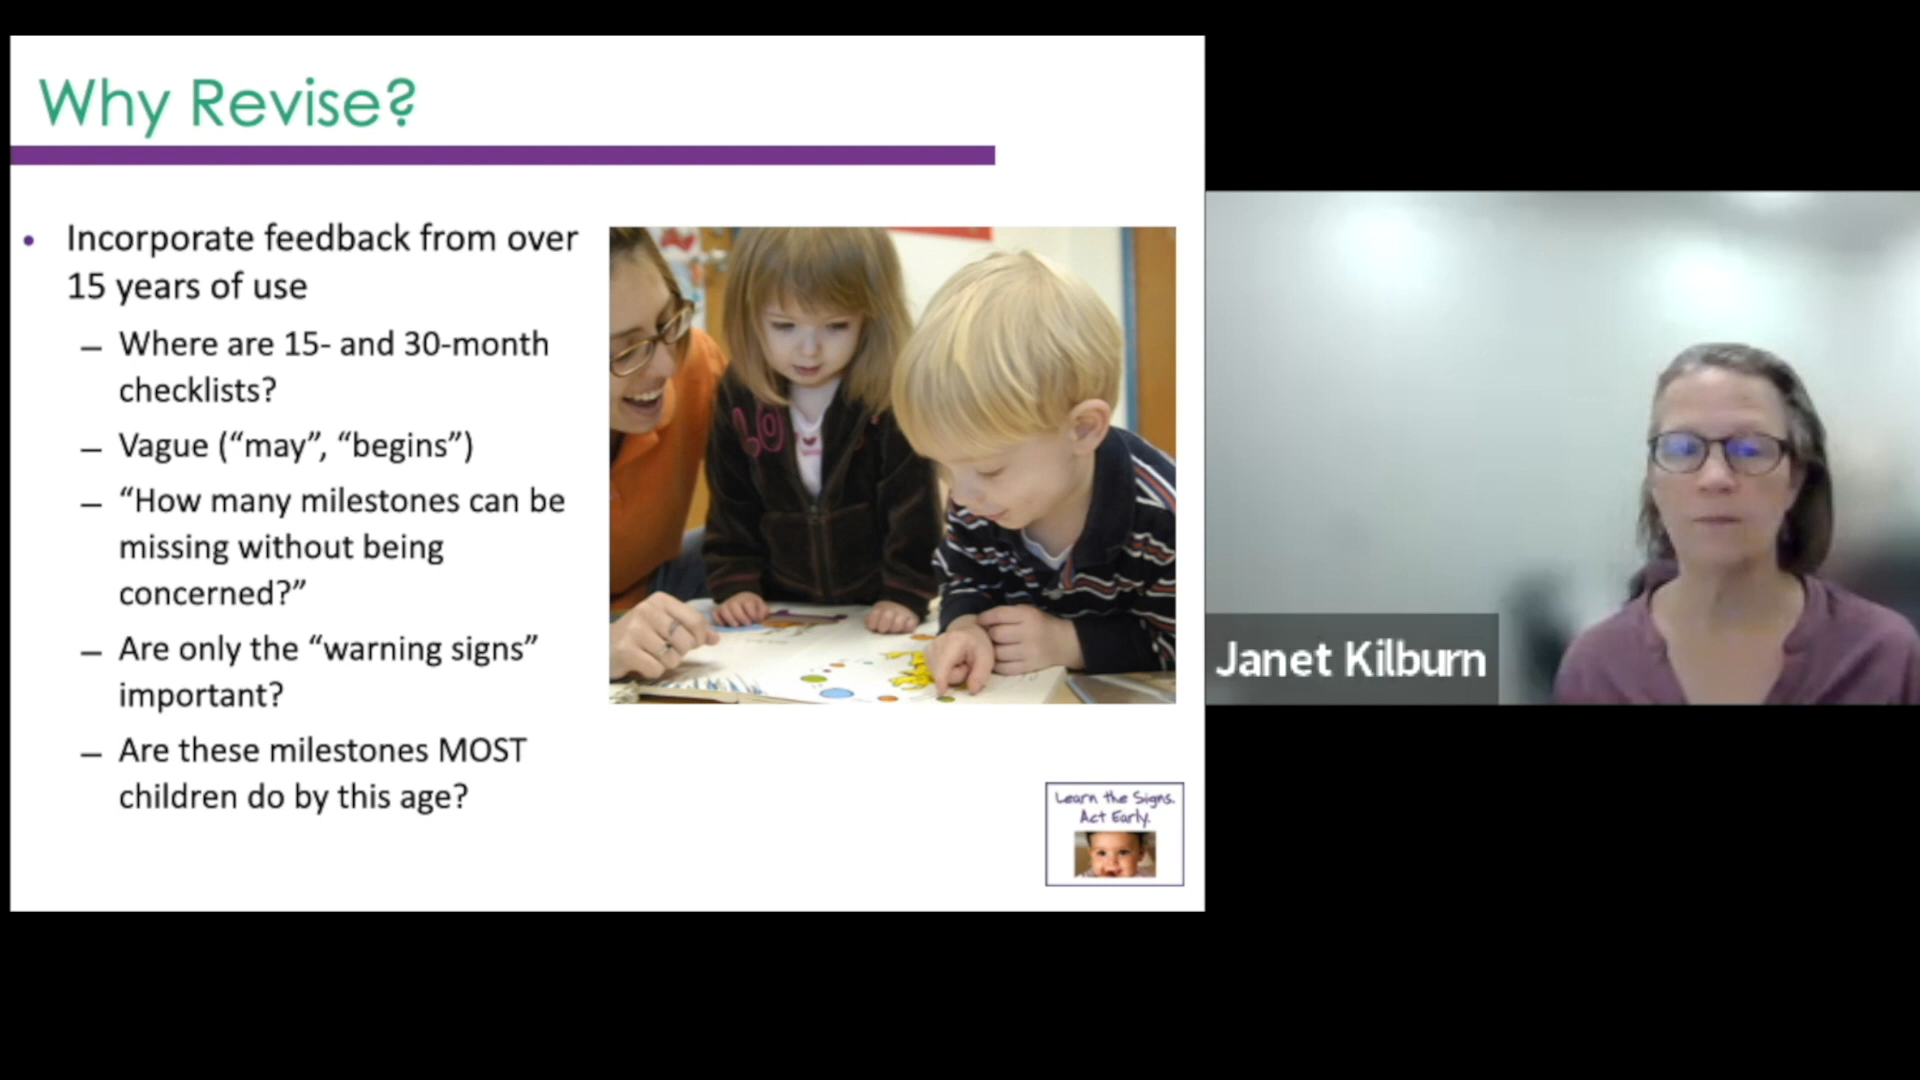 Why Revise?
• Incorporate feedback from over
15 years of use
– Where are 15- and 30-month
checklists?
– Vague (“may”, “begins”)
– “How many milestones can be
missing without being
concerned?”
– Are only the “warning signs”
important?
– Are these milestones MOST
children do by this age?
Learn the Signs.
Act Early.
Janet Kilburn